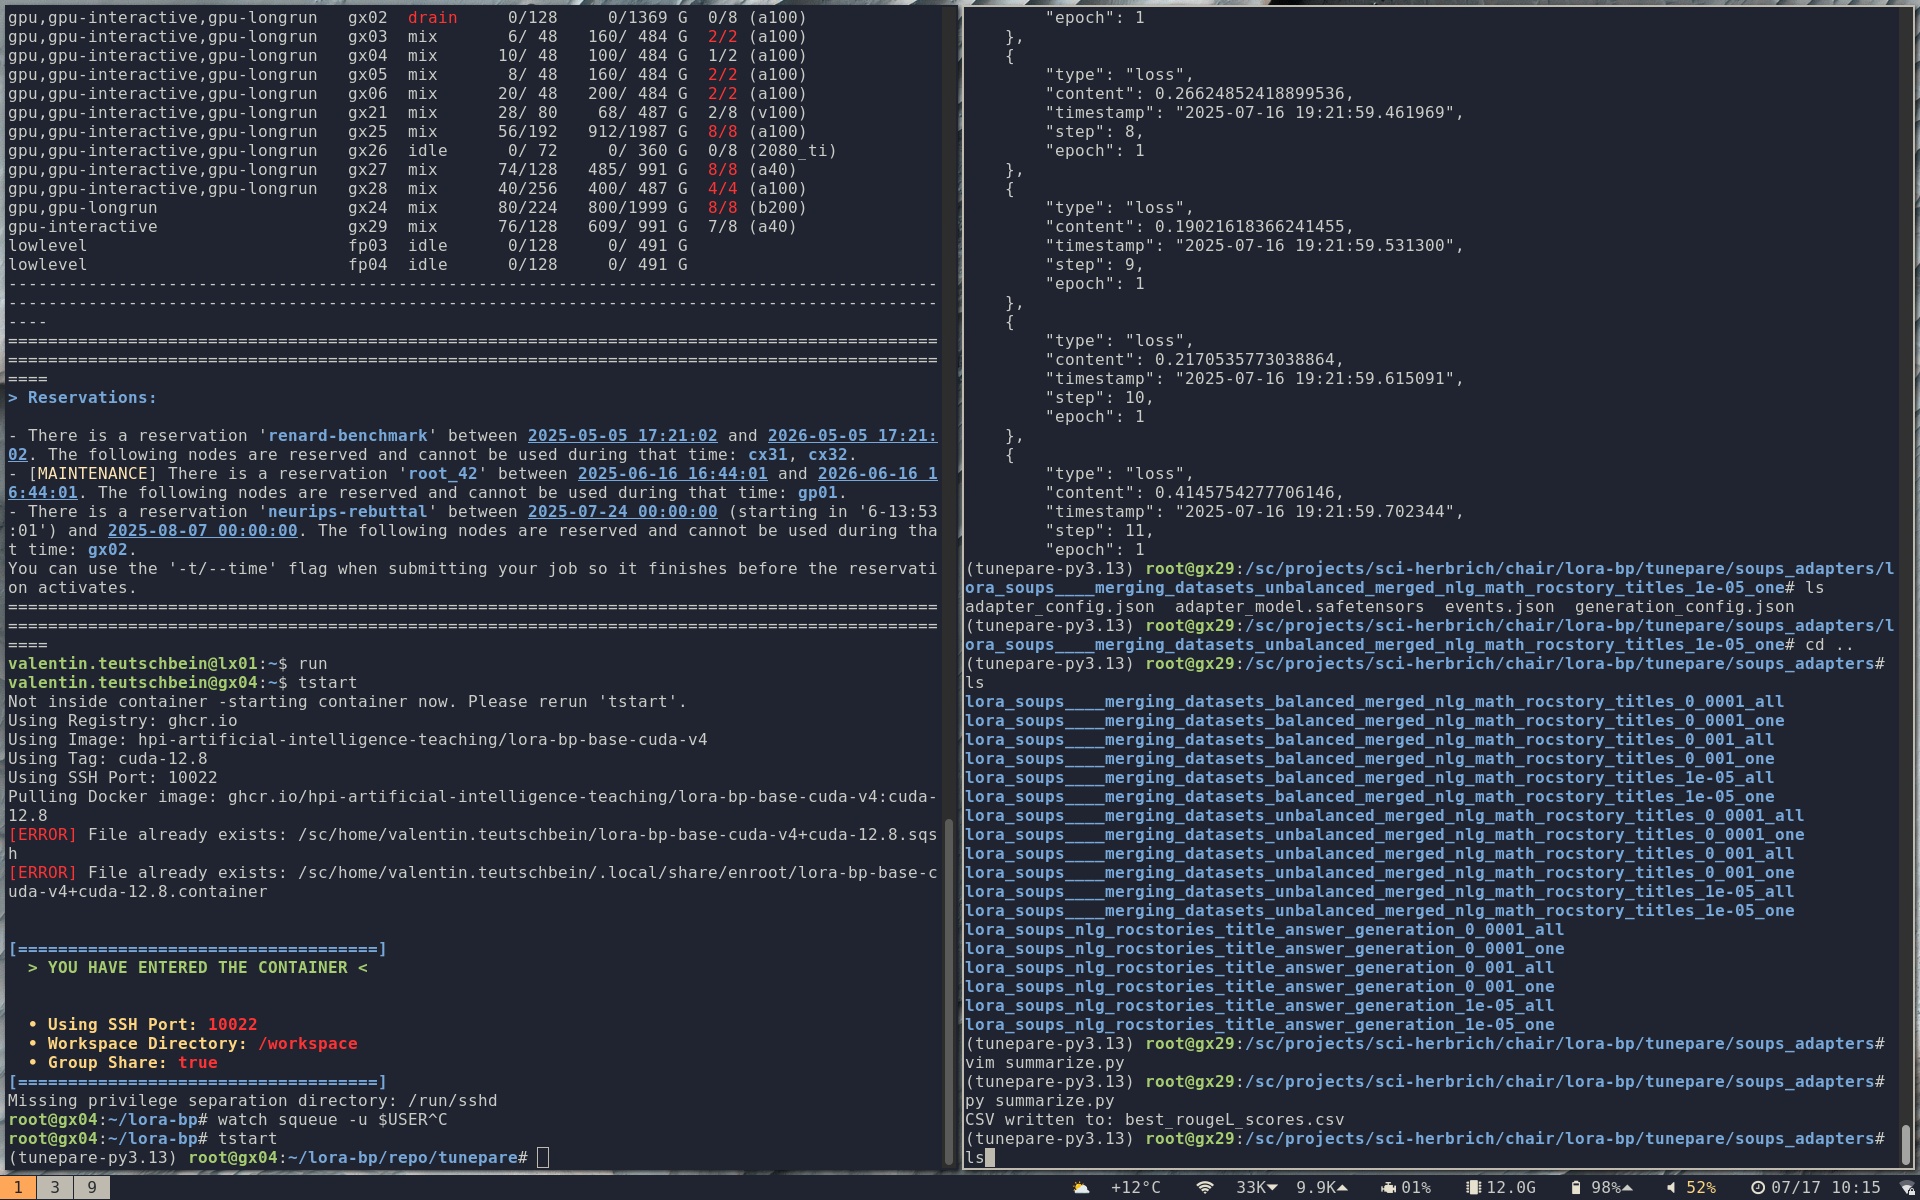 gpu,gpu-interactive,gpu-longrun   gx02  drain     0/128     0/1369 G  0/8 (a100)
gpu,gpu-interactive,gpu-longrun   gx03  mix       6/ 48   160/ 484 G  2/2 (a100)
gpu,gpu-interactive,gpu-longrun   gx04  mix      10/ 48   100/ 484 G  1/2 (a100)
gpu,gpu-interactive,gpu-longrun   gx05  mix       8/ 48   160/ 484 G  2/2 (a100)
gpu,gpu-interactive,gpu-longrun   gx06  mix      20/ 48   200/ 484 G  2/2 (a100)
gpu,gpu-interactive,gpu-longrun   gx21  mix      28/ 80    68/ 487 G  2/8 (v100)
gpu,gpu-interactive,gpu-longrun   gx25  mix      56/192   912/1987 G  8/8 (a100)
gpu,gpu-interactive,gpu-longrun   gx26  idle      0/ 72     0/ 360 G  0/8 (2080_ti)
gpu,gpu-interactive,gpu-longrun   gx27  mix      74/128   485/ 991 G  8/8 (a40)
gpu,gpu-interactive,gpu-longrun   gx28  mix      40/256   400/ 487 G  4/4 (a100)
gpu,gpu-longrun                   gx24  mix      80/224   800/1999 G  8/8 (b200)
gpu-interactive                   gx29  mix      76/128   609/ 991 G  7/8 (a40)
lowlevel                          fp03  idle      0/128     0/ 491 G
lowlevel                          fp04  idle      0/128     0/ 491 G
---------------------------------------------------------------------------------------------
---------------------------------------------------------------------------------------------
----
=============================================================================================
=============================================================================================
====
> Reservations:
- There is a reservation 'renard-benchmark' between 2025-05-05 17:21:02 and 2026-05-05 17:21:
02. The following nodes are reserved and cannot be used during that time: cx31, cx32.
- [MAINTENANCE] There is a reservation 'root_42' between 2025-06-16 16:44:01 and 2026-06-16 1
6:44:01. The following nodes are reserved and cannot be used during that time: gp01.
- There is a reservation 'neurips-rebuttal' between 2025-07-24 00:00:00 (starting in '6-13:53
:01') and 2025-08-07 00:00:00. The following nodes are reserved and cannot be used during tha
t time: gx02.
You can use the '-t/--time' flag when submitting your job so it finishes before the reservati
on activates.
=============================================================================================
=============================================================================================
====
valentin.teutschbein@lx01:~$ run
valentin.teutschbein@gx04:~$ tstart
Not inside container -starting container now. Please rerun 'tstart'.
Using Registry: ghcr.io
Using Image: hpi-artificial-intelligence-teaching/lora-bp-base-cuda-v4
Using Tag: cuda-12.8
Using SSH Port: 10022
Pulling Docker image: ghcr.io/hpi-artificial-intelligence-teaching/lora-bp-base-cuda-v4:cuda-
12.8
[ERROR] File already exists: /sc/home/valentin.teutschbein/lora-bp-base-cuda-v4+cuda-12.8.sqs
h
[ERROR] File already exists: /sc/home/valentin.teutschbein/.local/share/enroot/lora-bp-base-c
uda-v4+cuda-12.8.container
[====================================]
> YOU HAVE ENTERED THE CONTAINER <
• Using SSH Port: 10022
• Workspace Directory: /workspace
• Group Share: true
[====================================]
Missing privilege separation directory: /run/sshd
root@gx04:~/lora-bp# watch squeue -u $USER^C
root@gx04:~/lora-bp# tstart
(tunepare-py3.13) root@gx04:~/lora-bp/repo/tunepare#
"epoch": 1
},
{
"type": "loss",
"content": 0.26624852418899536,
"timestamp": "2025-07-16 19:21:59.461969",
"step": 8,
"epoch": 1
},
{
"type": "loss",
"content": 0.19021618366241455,
"timestamp": "2025-07-16 19:21:59.531300",
"step": 9,
"epoch": 1
},
{
"type": "loss",
"content": 0.2170535773038864,
"timestamp": "2025-07-16 19:21:59.615091",
"step": 10,
"epoch": 1
},
{
"type": "loss",
"content": 0.4145754277706146,
"timestamp": "2025-07-16 19:21:59.702344",
"step": 11,
"epoch": 1
(tunepare-py3.13) root@gx29:/sc/projects/sci-herbrich/chair/lora-bp/tunepare/soups_adapters/l
ora_soups____merging_datasets_unbalanced_merged_nlg_math_rocstory_titles_1e-05_one# ls
adapter_config.json  adapter_model.safetensors  events.json  generation_config.json
(tunepare-py3.13) root@gx29:/sc/projects/sci-herbrich/chair/lora-bp/tunepare/soups_adapters/l
ora_soups____merging_datasets_unbalanced_merged_nlg_math_rocstory_titles_1e-05_one# cd ..
(tunepare-py3.13) root@gx29:/sc/projects/sci-herbrich/chair/lora-bp/tunepare/soups_adapters#
ls
lora_soups____merging_datasets_balanced_merged_nlg_math_rocstory_titles_0_0001_all
lora_soups____merging_datasets_balanced_merged_nlg_math_rocstory_titles_0_0001_one
lora_soups____merging_datasets_balanced_merged_nlg_math_rocstory_titles_0_001_all
lora_soups____merging_datasets_balanced_merged_nlg_math_rocstory_titles_0_001_one
lora_soups____merging_datasets_balanced_merged_nlg_math_rocstory_titles_1e-05_all
lora_soups____merging_datasets_balanced_merged_nlg_math_rocstory_titles_1e-05_one
lora_soups____merging_datasets_unbalanced_merged_nlg_math_rocstory_titles_0_0001_all
lora_soups____merging_datasets_unbalanced_merged_nlg_math_rocstory_titles_0_0001_one
lora_soups____merging_datasets_unbalanced_merged_nlg_math_rocstory_titles_0_001_all
lora_soups____merging_datasets_unbalanced_merged_nlg_math_rocstory_titles_0_001_one
lora_soups____merging_datasets_unbalanced_merged_nlg_math_rocstory_titles_1e-05_all
lora_soups____merging_datasets_unbalanced_merged_nlg_math_rocstory_titles_1e-05_one
lora_soups_nlg_rocstories_title_answer_generation_0_0001_all
lora_soups_nlg_rocstories_title_answer_generation_0_0001_one
lora_soups_nlg_rocstories_title_answer_generation_0_001_all
lora_soups_nlg_rocstories_title_answer_generation_0_001_one
lora_soups_nlg_rocstories_title_answer_generation_1e-05_all
lora_soups_nlg_rocstories_title_answer_generation_1e-05_one
(tunepare-py3.13) root@gx29:/sc/projects/sci-herbrich/chair/lora-bp/tunepare/soups_adapters#
vim summarize.py
(tunepare-py3.13) root@gx29:/sc/projects/sci-herbrich/chair/lora-bp/tunepare/soups_adapters#
py summarize.py
CSV written to: best_rougeL_scores.csv
(tunepare-py3.13) root@gx29:/sc/projects/sci-herbrich/chair/lora-bp/tunepare/soups_adapters#
ls
1 3 9 +12°C 33K 9.9K 01% 12.0G 98% 52% 07/17 10:15